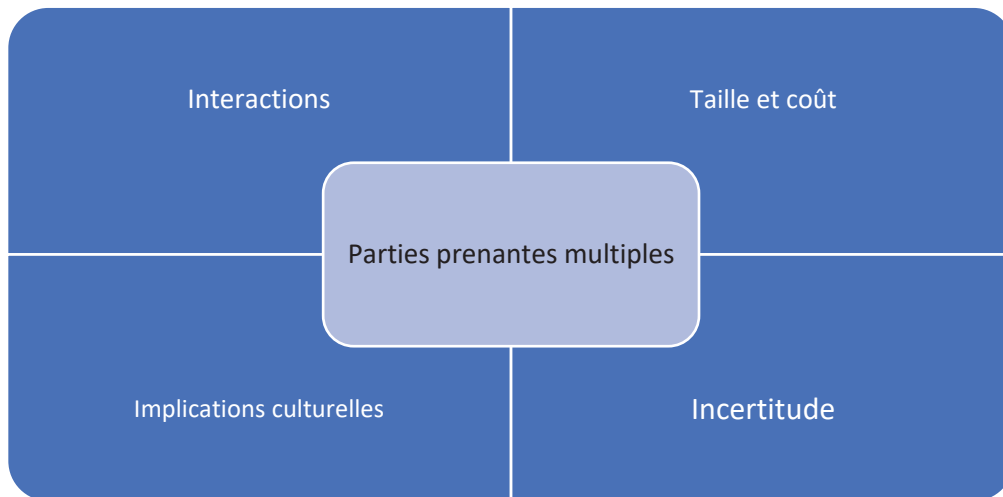 Interactions
Taille et coût
Parties prenantes multiples
Implications culturelles
Incertitude